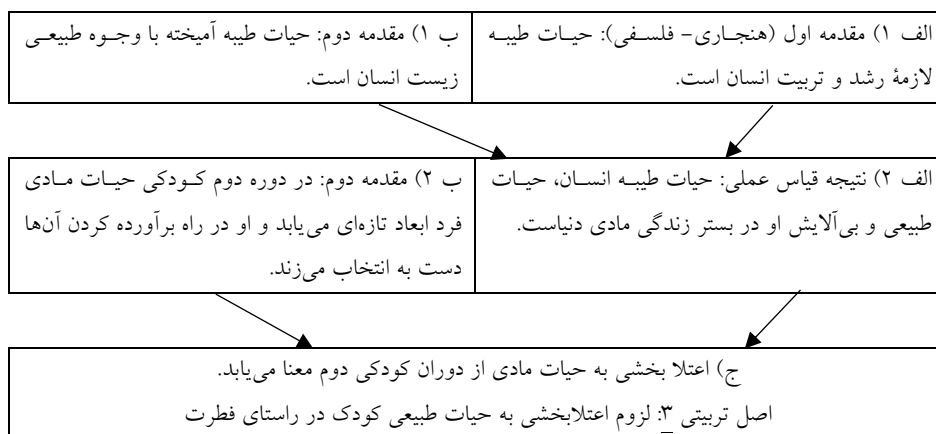 الف ۱) مقدمه اول (هنجاری- فلسفی): حیات طیبه
لازمهٔ رشد و تربیت انسان است.
ب ۱) مقدمه دوم: حیات طیبه آمیخته با وجوه طبیعی
زیست انسان است.
الف ۲) نتیجه قیاس عملی: حیات طیبه انسان، حیات
طبیعی و بی‌آلایش او در بستر زندگی مادی دنیاست.
ب ۲) مقدمه دوم: در دوره دوم کودکی حیات مادی
فرد ابعاد تازه‌ای می‌یابد و او در راه برآورده کردن آن‌ها
دست به انتخاب می‌زند.
ج) اعتلا بخشی به حیات مادی از دوران کودکی دوم معنا می‌یابد.
اصل تربیتی ۳: لزوم اعتلابخشی به حیات طبیعی کودک در راستای فطرت